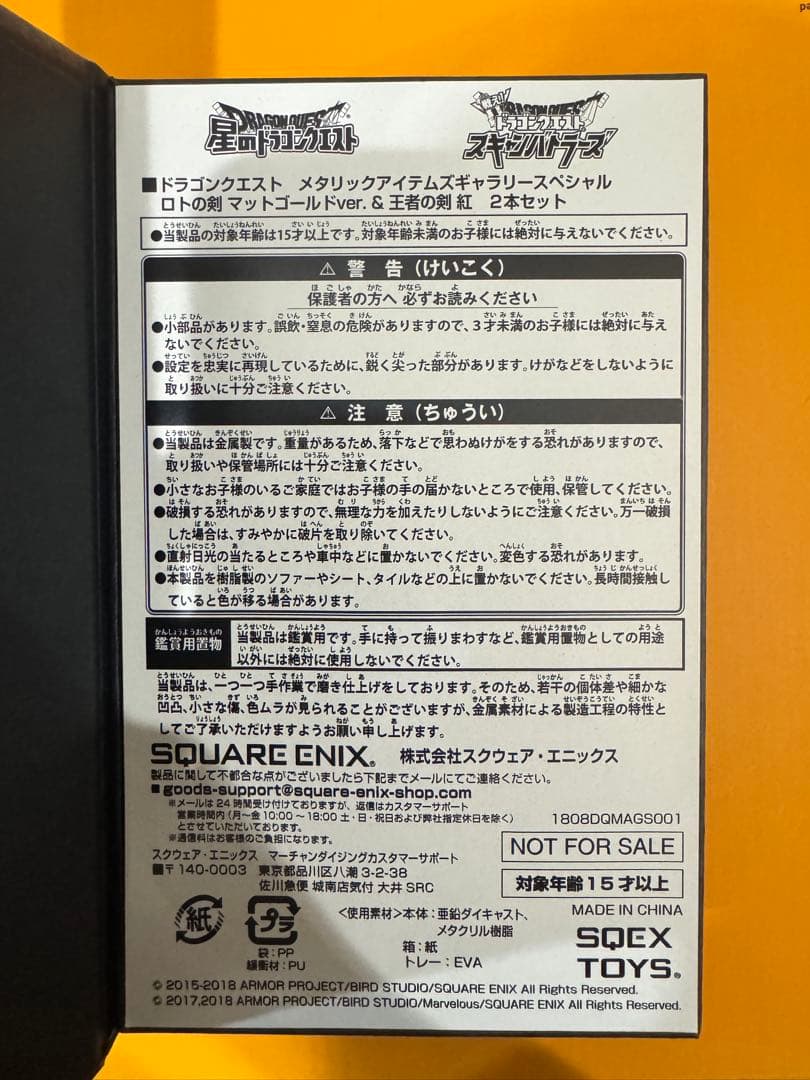 pa
DRAGON QUEST
星のドラゴンクエスト
DRAGON QUEST
ドラゴンクエスト
スキャンバトラーズ
■ドラゴンクエスト メタリックアイテムズギャラリースペシャル
ロトの剣 マットゴールドver. & 王者の剣 紅 2本セット
●当製品の対象年齢は15才以上です。対象年齢未満のお子様には絶対に与えないでください。
⚠ 警 告（けいこく）
保護者の方へ 必ずお読みください
●小部品があります。誤飲・窒息の危険がありますので、3才未満のお子様には絶対に与え
ないでください。
●設定を忠実に再現しているために、鋭く尖った部分があります。けがなどをしないように
取り扱いに十分ご注意ください。
⚠ 注 意（ちゅうい）
●当製品は金属製です。重量があるため、落下などで思わぬけがをする恐れがありますので、
取り扱いや保管場所には十分ご注意ください。
●小さなお子様のいるご家庭ではお子様の手の届かないところで使用、保管してください。
●破損する恐れがありますので、無理な力を加えたりしないようにご注意ください。万一破損
した場合は、すみやかに破片を取り除いてください。
●直射日光の当たるところや車中などに置かないでください。変色する恐れがあります。
●本製品を樹脂製のソファーやシート、タイルなどの上に置かないでください。長時間接触し
ていると色が移る場合があります。
かんしょうようおきもの
鑑賞用置物
当製品は鑑賞用です。手に持って振りまわすなど、鑑賞用置物としての用途
以外には絶対に使用しないでください。
当製品は、一つ一つ手作業で磨き仕上げをしております。そのため、若干の個体差や細かな
凹凸、小さな傷、色ムラが見られることがございますが、金属素材による製造工程の特性と
してご了承いただけますようお願い申し上げます。
SQUARE ENIX® 株式会社スクウェア・エニックス
製品に関して不都合な点がございましたら下記までメールにてご連絡ください。
■goods-support@square-enix-shop.com
※メールは24時間受け付けておりますが、返信はカスタマーサポート
営業時間内（月〜金 10:00 〜 18:00 土・日・祝日および弊社指定休日を除く）
とさせていただいております。
※通信料はお客様のご負担になります。
1808DQMAGS001
スクウェア・エニックス マーチャンダイジングカスタマーサポート
■〒140-0003 東京都品川区八潮 3-2-38
佐川急便 城南店気付 大井 SRC
NOT FOR SALE
対象年齢15才以上
紙
プラ
袋：PP
緩衝材：PU
＜使用素材＞本体：亜鉛ダイキャスト、
メタクリル樹脂
箱：紙
トレー：EVA
MADE IN CHINA
SQEX
TOYS®
© 2015-2018 ARMOR PROJECT/BIRD STUDIO/SQUARE ENIX All Rights Reserved.
© 2017,2018 ARMOR PROJECT/BIRD STUDIO/Marvelous/SQUARE ENIX All Rights Reserved.